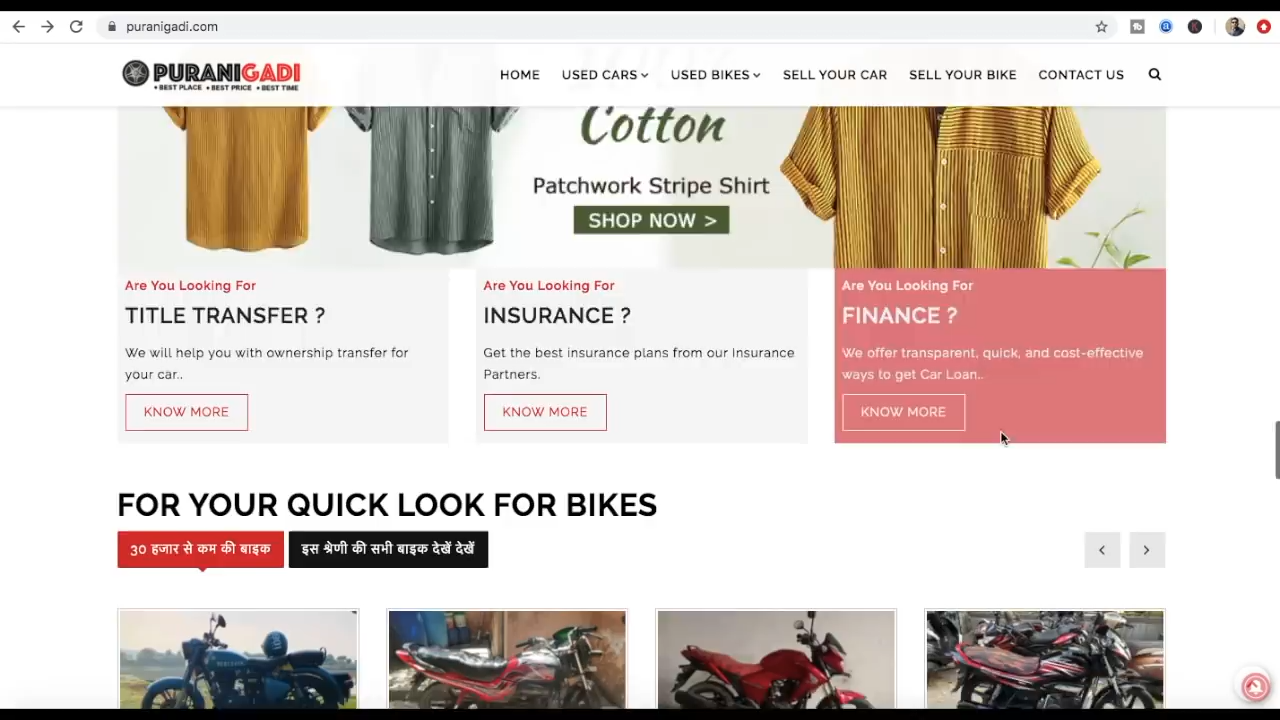 puranigadi.com
PURANIGADI
• BEST PLACE • BEST PRICE • BEST TIME
HOME USED CARS USED BIKES SELL YOUR CAR SELL YOUR BIKE CONTACT US
Cotton
Patchwork Stripe Shirt
SHOP NOW >
Are You Looking For
TITLE TRANSFER ?
We will help you with ownership transfer for
your car..
KNOW MORE
Are You Looking For
INSURANCE ?
Get the best insurance plans from our Insurance
Partners.
KNOW MORE
Are You Looking For
FINANCE ?
We offer transparent, quick, and cost-effective
ways to get Car Loan..
KNOW MORE
FOR YOUR QUICK LOOK FOR BIKES
30 हजार से कम की बाइक इस श्रेणी की सभी बाइक देखें देखें